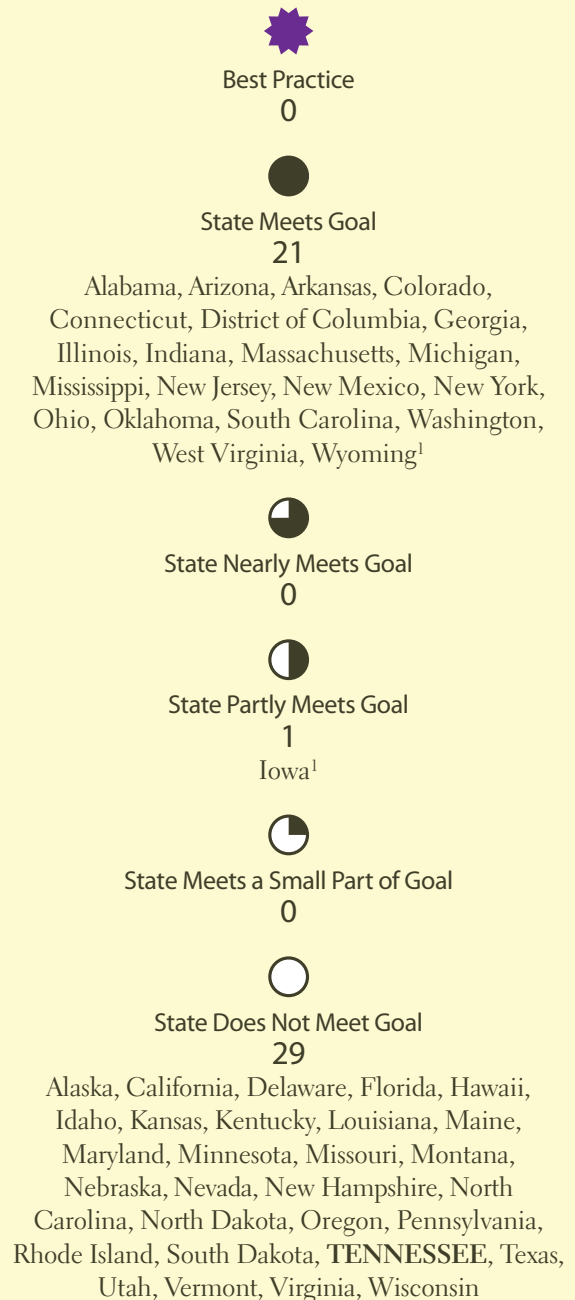 Best Practice
0
State Meets Goal
21
Alabama, Arizona, Arkansas, Colorado,
Connecticut, District of Columbia, Georgia,
Illinois, Indiana, Massachusetts, Michigan,
Mississippi, New Jersey, New Mexico, New York,
Ohio, Oklahoma, South Carolina, Washington,
West Virginia, Wyoming¹
State Nearly Meets Goal
0
State Partly Meets Goal
1
Iowa¹
State Meets a Small Part of Goal
0
State Does Not Meet Goal
29
Alaska, California, Delaware, Florida, Hawaii,
Idaho, Kansas, Kentucky, Louisiana, Maine,
Maryland, Minnesota, Missouri, Montana,
Nebraska, Nevada, New Hampshire, North
Carolina, North Dakota, Oregon, Pennsylvania,
Rhode Island, South Dakota, TENNESSEE, Texas,
Utah, Vermont, Virginia, Wisconsin